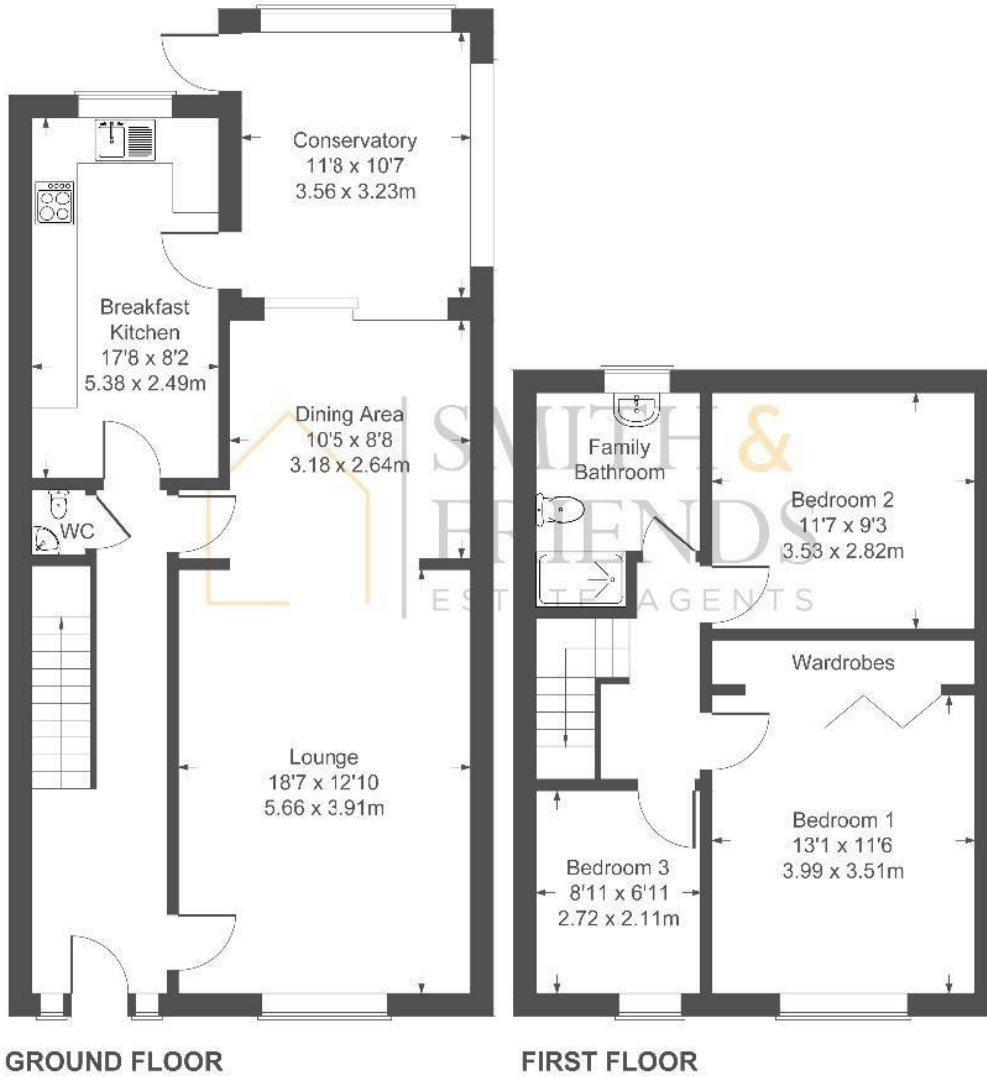 Conservatory
11'8 x 10'7
3.56 x 3.23m
Breakfast
Kitchen
17'8 x 8'2
5.38 x 2.49m
Dining Area
10'5 x 8'8
3.18 x 2.64m
WC
Lounge
18'7 x 12'10
5.66 x 3.91m
GROUND FLOOR
SMITH &
FRIENDS
ESTATE AGENTS
Family
Bathroom
Bedroom 2
11'7 x 9'3
3.53 x 2.82m
Wardrobes
Bedroom 1
13'1 x 11'6
3.99 x 3.51m
Bedroom 3
8'11 x 6'11
2.72 x 2.11m
FIRST FLOOR